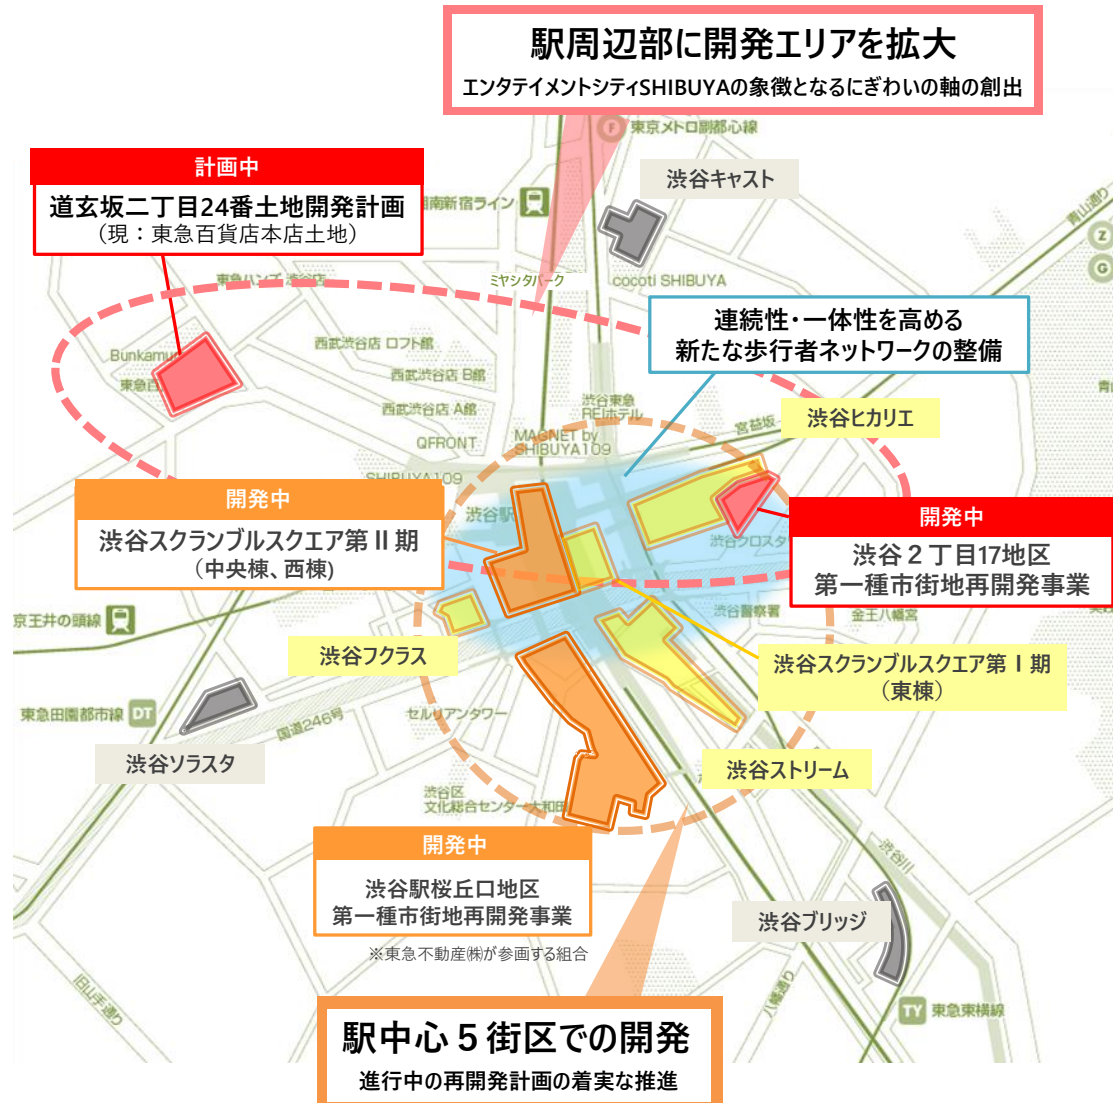 駅周辺部に開発エリアを拡大
エンタテイメントシティSHIBUYAの象徴となるにぎわいの軸の創出
F 東京メトロ副都心線
計画中
道玄坂二丁目24番土地開発計画
（現：東急百貨店本店土地）
南新宿ライン
渋谷キャスト
青山通り
Z
G
東急ハンズ 渋谷店
ミヤシタパーク
cocoti SHIBUYA
連続性・一体性を高める
新たな歩行者ネットワークの整備
Bunkamu
東急百
西武渋谷店 ロフト館
西武渋谷店 B館
西武渋谷店 A館
渋谷東急
REIホテル
宮益坂
渋谷ヒカリエ
QFRONT
MAGNET by
SHIBUYA109
SHIBUYA109
開発中
渋谷スクランブルスクエア第Ⅱ期
（中央棟、西棟）
渋谷駅
渋谷クロスタ
開発中
渋谷２丁目17地区
第一種市街地再開発事業
京王井の頭線
渋谷フクラス
渋谷警察署
金王八幡宮
渋谷スクランブルスクエア第Ⅰ期
（東棟）
東急田園都市線 DT
国道246号
セルリアンタワー
渋谷ソラスタ
渋谷ストリーム
渋谷区
文化総合センター大和田
開発中
渋谷駅桜丘口地区
第一種市街地再開発事業
※東急不動産㈱が参画する組合
渋谷川
渋谷ブリッジ
旧山手通り
八幡通り
TY 東急東横線
駅中心５街区での開発
進行中の再開発計画の着実な推進